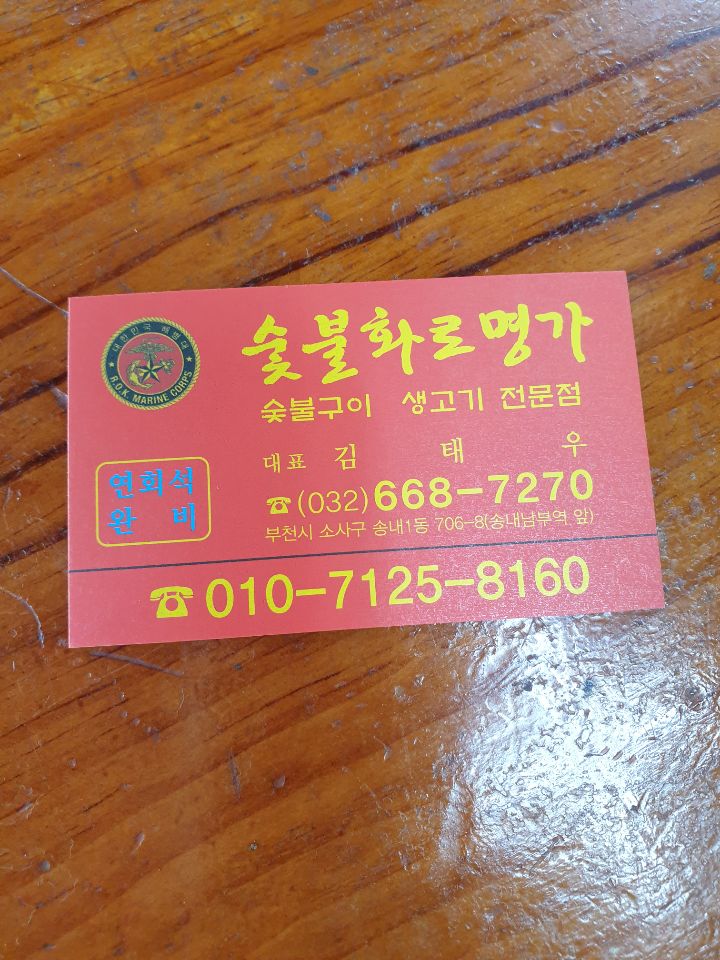 대한민국 해병대
R.O.K. MARINE CORPS
숯불화로명가
숯불구이 생고기 전문점
대표 김 태 우
연회석
완 비
☎(032)668-7270
부천시 소사구 송내1동 706-8(송내남부역 앞)
☎010-7125-8160